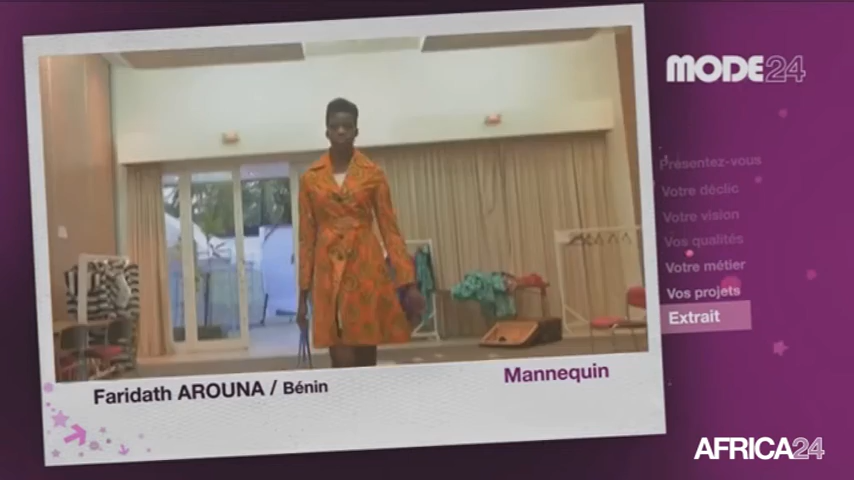 MODE24
Présentez-vous
Votre déclic
Votre vision
Vos qualités
Votre métier
Vos projets
Extrait
Faridath AROUNA / Bénin
Mannequin
AFRICA24